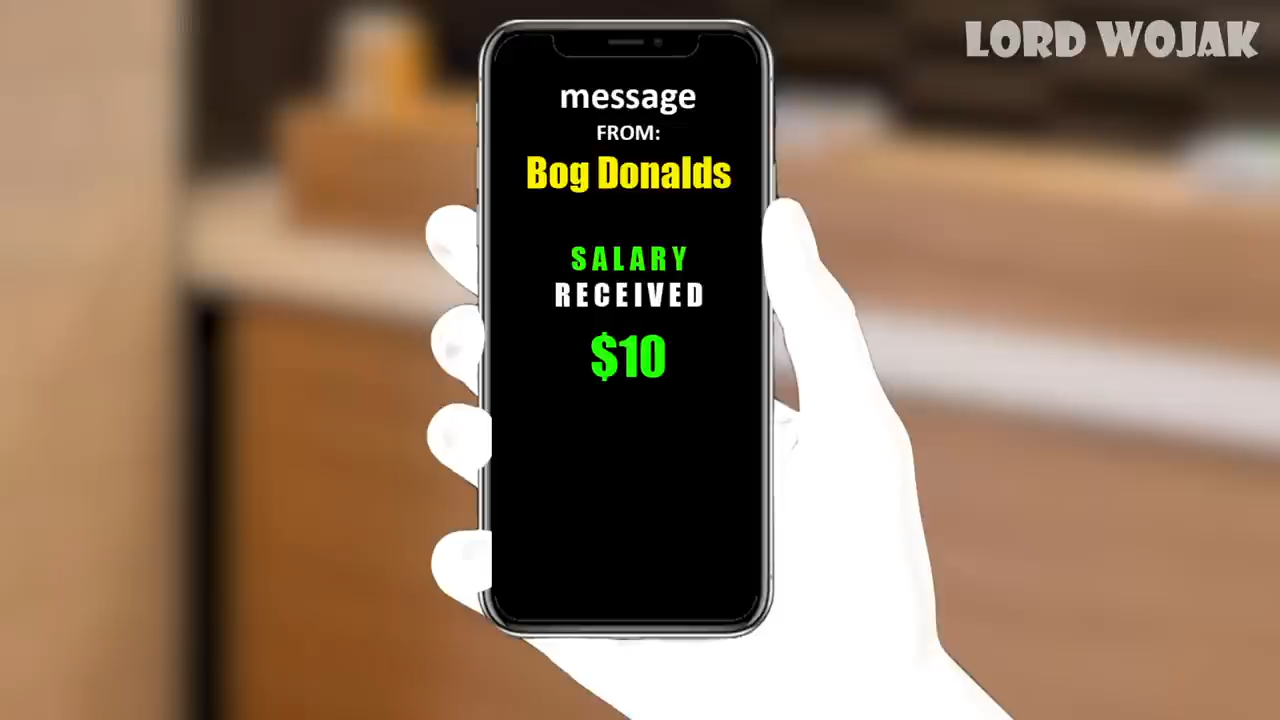 LORD WOJAK
message
FROM:
Bog Donalds
SALARY
RECEIVED
$10